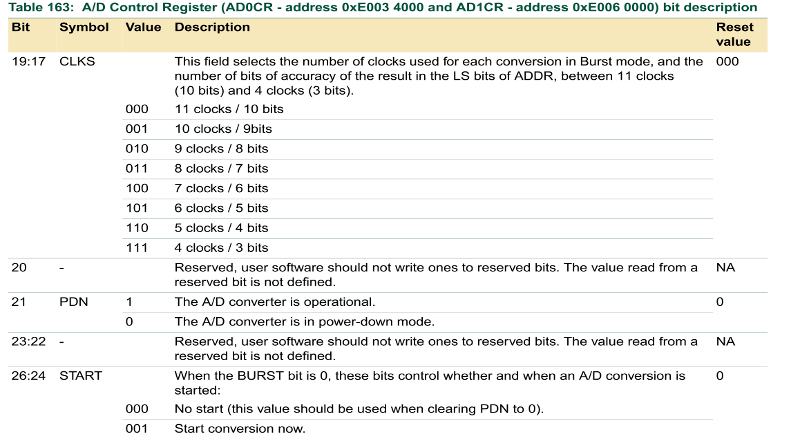 Table 163: A/D Control Register (AD0CR - address 0xE003 4000 and AD1CR - address 0xE006 0000) bit description
Bit Symbol Value Description Reset value
19:17 CLKS This field selects the number of clocks used for each conversion in Burst mode, and the 000
number of bits of accuracy of the result in the LS bits of ADDR, between 11 clocks
(10 bits) and 4 clocks (3 bits).
000 11 clocks / 10 bits
001 10 clocks / 9bits
010 9 clocks / 8 bits
011 8 clocks / 7 bits
100 7 clocks / 6 bits
101 6 clocks / 5 bits
110 5 clocks / 4 bits
111 4 clocks / 3 bits
20 - Reserved, user software should not write ones to reserved bits. The value read from a NA
reserved bit is not defined.
21 PDN 1 The A/D converter is operational. 0
0 The A/D converter is in power-down mode.
23:22 - Reserved, user software should not write ones to reserved bits. The value read from a NA
reserved bit is not defined.
26:24 START When the BURST bit is 0, these bits control whether and when an A/D conversion is 0
started:
000 No start (this value should be used when clearing PDN to 0).
001 Start conversion now.